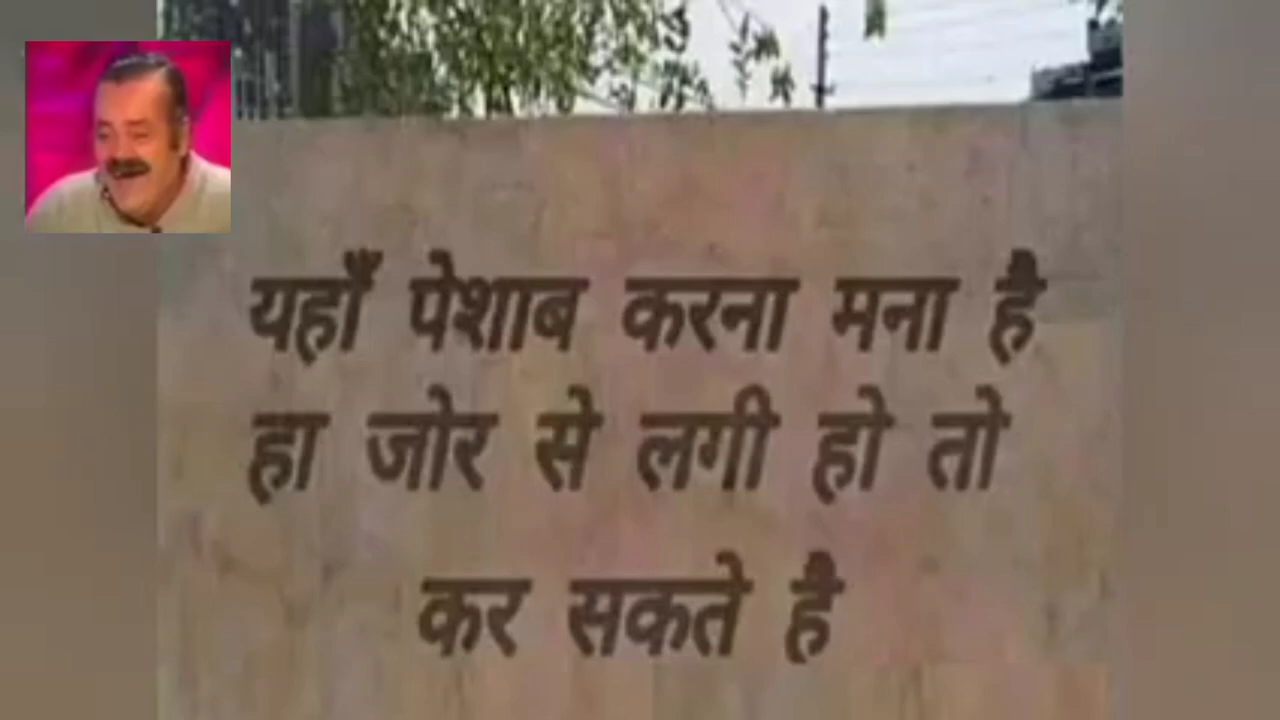 यहाँ पेशाब करना मना है
हा जोर से लगी हो तो
कर सकते है